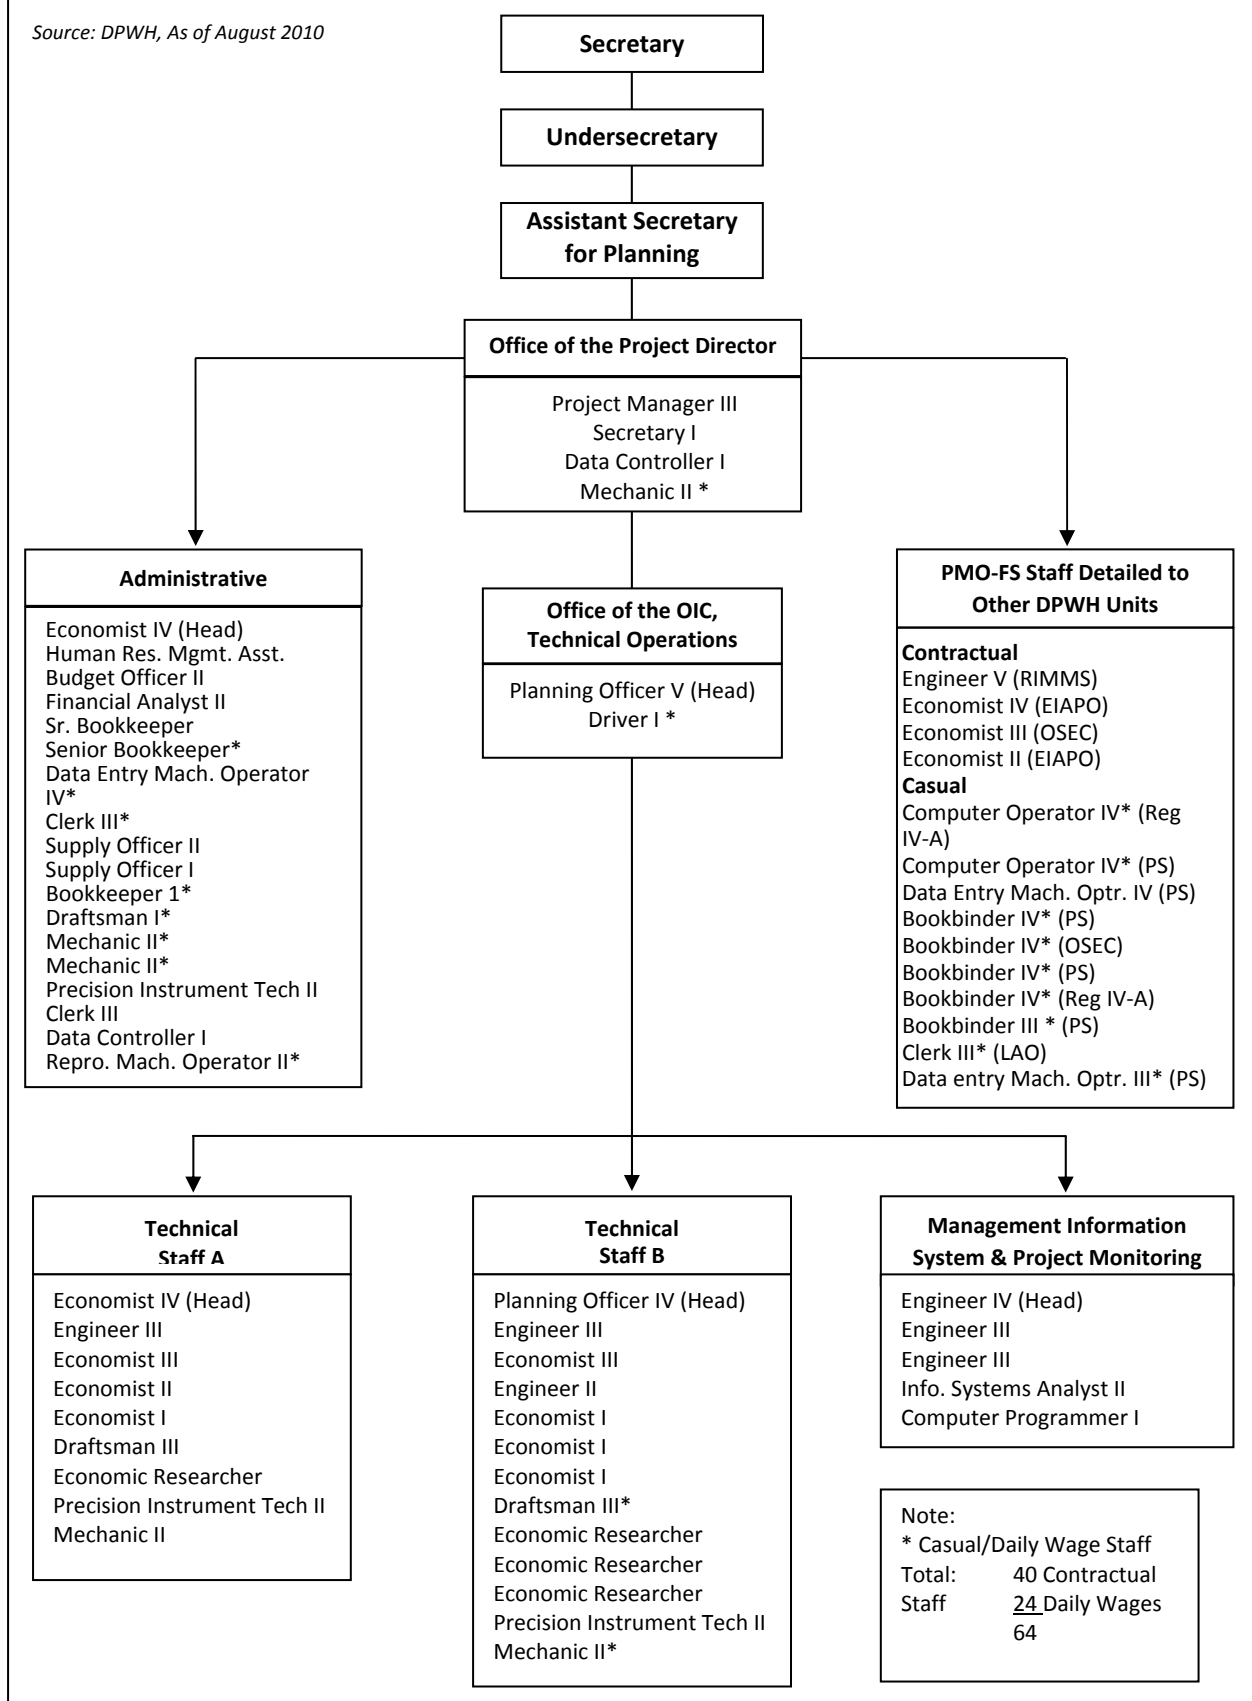 Source: DPWH, As of August 2010
Secretary
Undersecretary
Assistant Secretary
for Planning
Office of the Project Director
Project Manager III
Secretary I
Data Controller I
Mechanic II *
Administrative
Economist IV (Head)
Human Res. Mgmt. Asst.
Budget Officer II
Financial Analyst II
Sr. Bookkeeper
Senior Bookkeeper*
Data Entry Mach. Operator
IV*
Clerk III*
Supply Officer II
Supply Officer I
Bookkeeper 1*
Draftsman I*
Mechanic II*
Mechanic II*
Precision Instrument Tech II
Clerk III
Data Controller I
Repro. Mach. Operator II*
Office of the OIC,
Technical Operations
Planning Officer V (Head)
Driver I *
PMO-FS Staff Detailed to
Other DPWH Units
Contractual
Engineer V (RIMMS)
Economist IV (EIAPO)
Economist III (OSEC)
Economist II (EIAPO)
Casual
Computer Operator IV* (Reg
IV-A)
Computer Operator IV* (PS)
Data Entry Mach. Optr. IV (PS)
Bookbinder IV* (PS)
Bookbinder IV* (OSEC)
Bookbinder IV* (PS)
Bookbinder IV* (Reg IV-A)
Bookbinder III * (PS)
Clerk III* (LAO)
Data entry Mach. Optr. III* (PS)
Technical
Staff A
Economist IV (Head)
Engineer III
Economist III
Economist II
Economist I
Draftsman III
Economic Researcher
Precision Instrument Tech II
Mechanic II
Technical
Staff B
Planning Officer IV (Head)
Engineer III
Economist III
Engineer II
Economist I
Economist I
Economist I
Draftsman III*
Economic Researcher
Economic Researcher
Economic Researcher
Precision Instrument Tech II
Mechanic II*
Management Information
System & Project Monitoring
Engineer IV (Head)
Engineer III
Engineer III
Info. Systems Analyst II
Computer Programmer I
Note:
* Casual/Daily Wage Staff
Total: 40 Contractual
Staff 24 Daily Wages
64